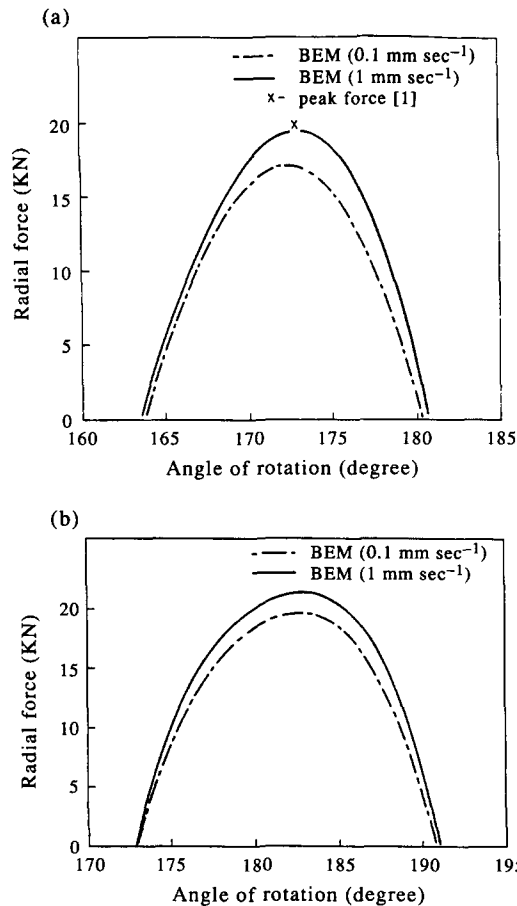 (a)
BEM (0.1 mm sec⁻¹)
BEM (1 mm sec⁻¹)
x- peak force [1]
20
15
10
5
0
Radial force (KN)
160 165 170 175 180 185
Angle of rotation (degree)
(b)
BEM (0.1 mm sec⁻¹)
BEM (1 mm sec⁻¹)
20
15
10
5
0
Radial force (KN)
170 175 180 185 190
Angle of rotation (degree)